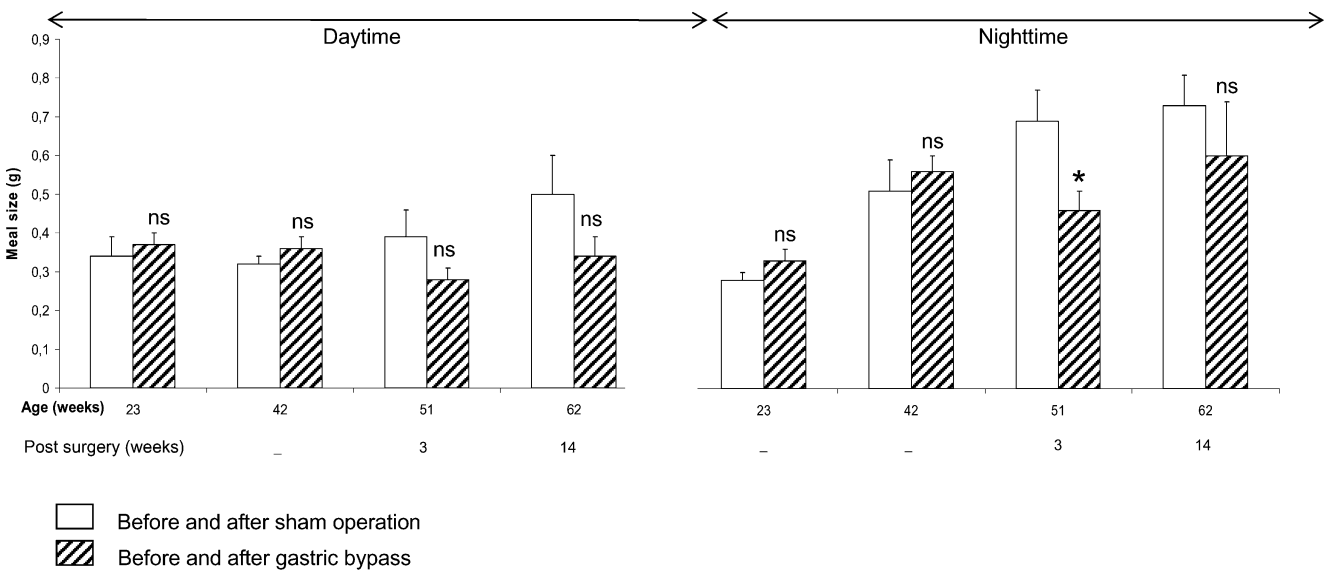 Daytime Nighttime
0,9
0,8
0,7
0,6
0,5
0,4
0,3
0,2
0,1
0
Meal size (g)
ns ns ns ns ns ns * ns
Age (weeks) 23 42 51 62 23 42 51 62
Post surgery (weeks) _ 3 14 _ _ 3 14
Before and after sham operation
Before and after gastric bypass